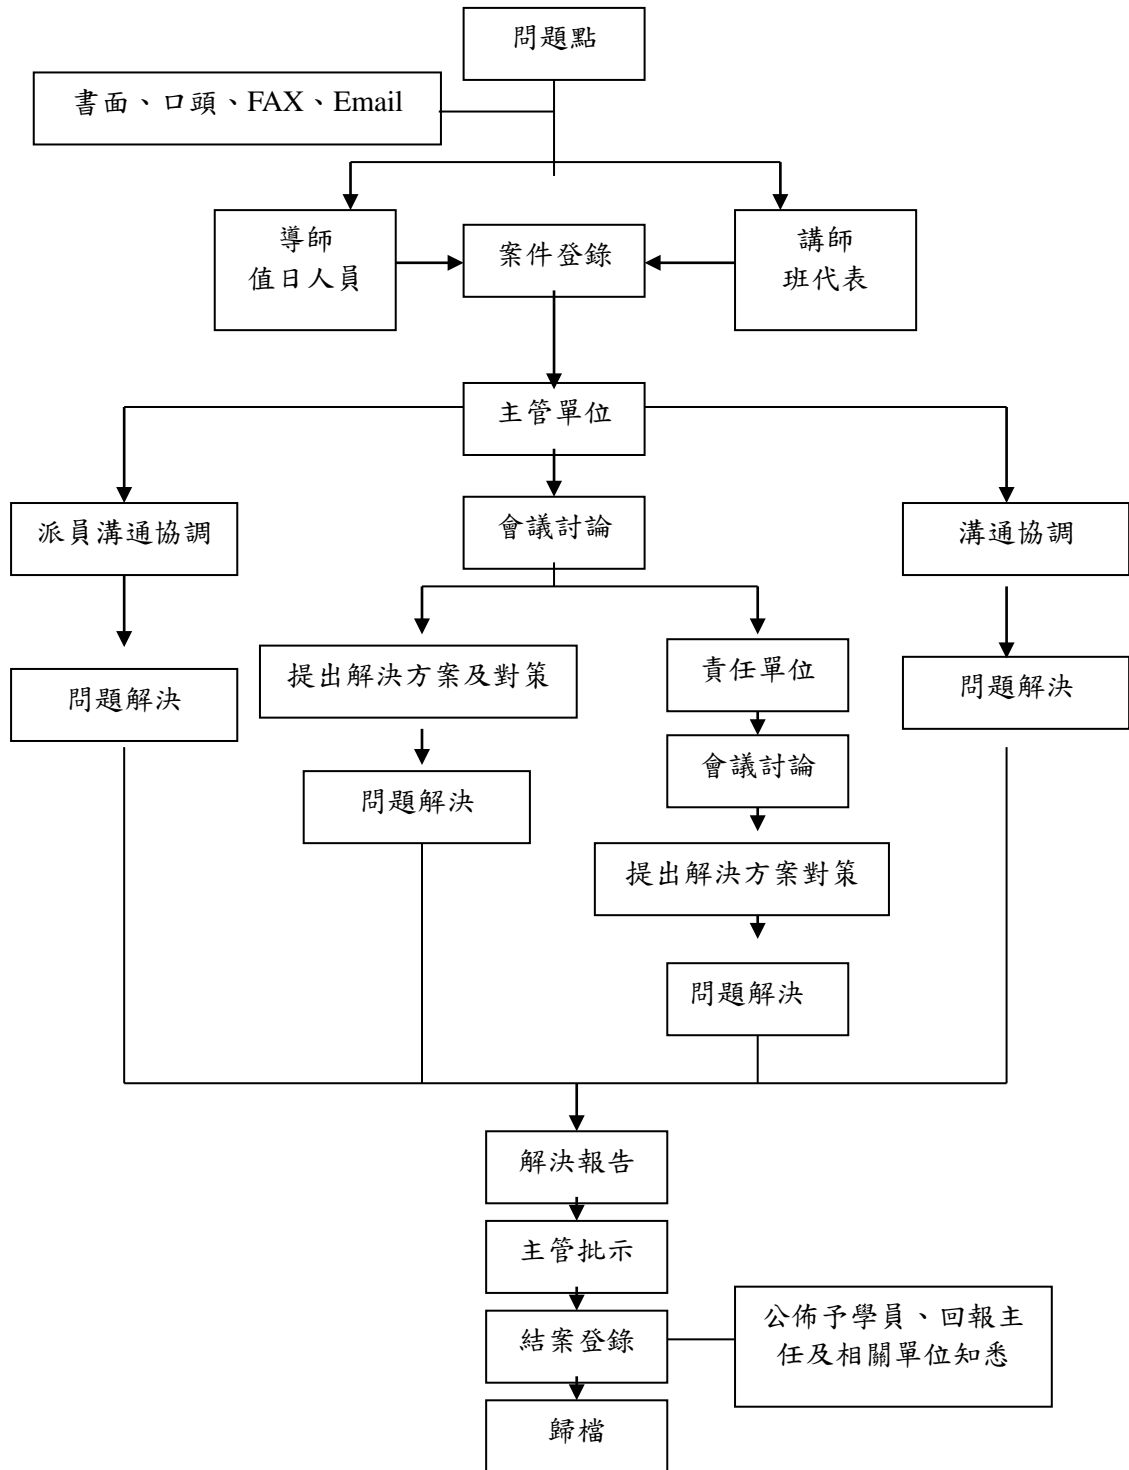 問題點
書面、口頭、FAX、Email
導師
值日人員
案件登錄
講師
班代表
主管單位
派員溝通協調
會議討論
溝通協調
提出解決方案及對策
責任單位
問題解決
問題解決
會議討論
問題解決
提出解決方案對策
問題解決
解決報告
主管批示
結案登錄
公佈予學員、回報主
任及相關單位知悉
歸檔